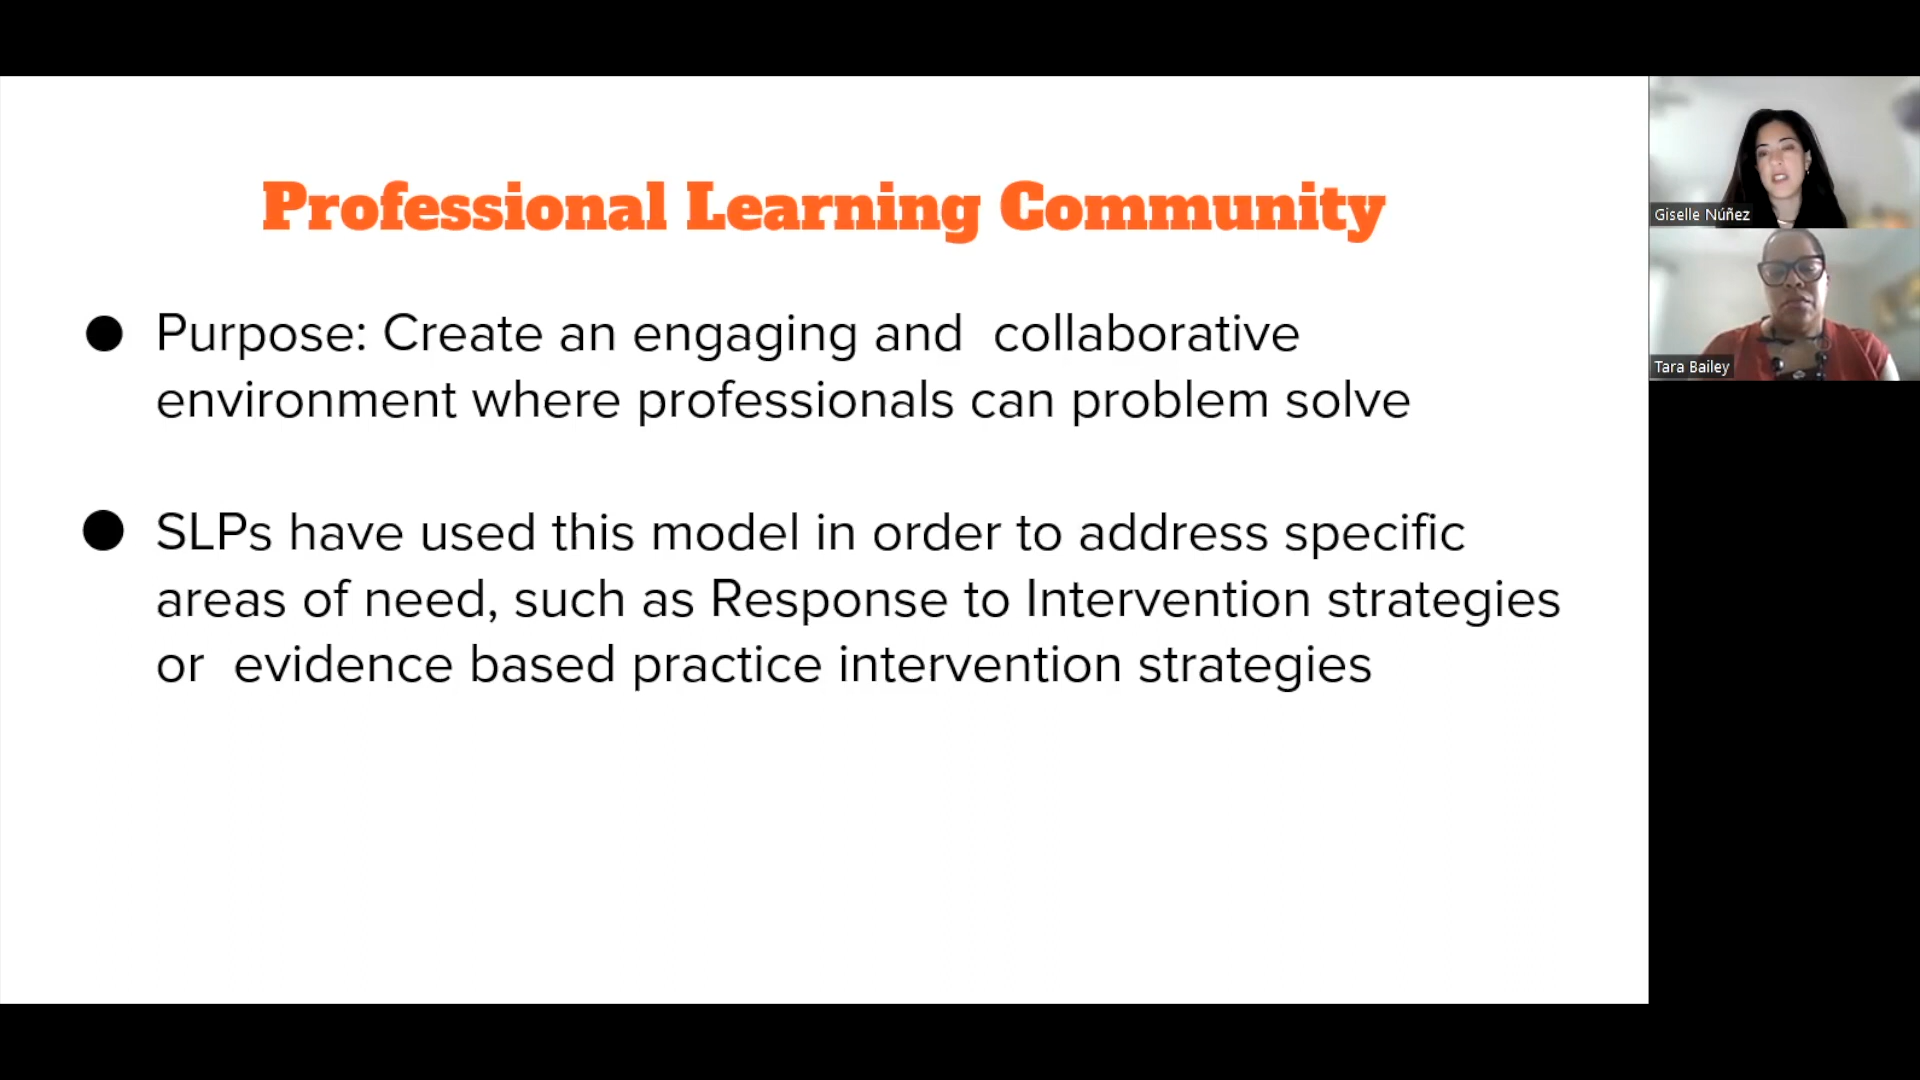 Professional Learning Community
● Purpose: Create an engaging and  collaborative
environment where professionals can problem solve
● SLPs have used this model in order to address specific
areas of need, such as Response to Intervention strategies
or  evidence based practice intervention strategies
Giselle Núñez
Tara Bailey